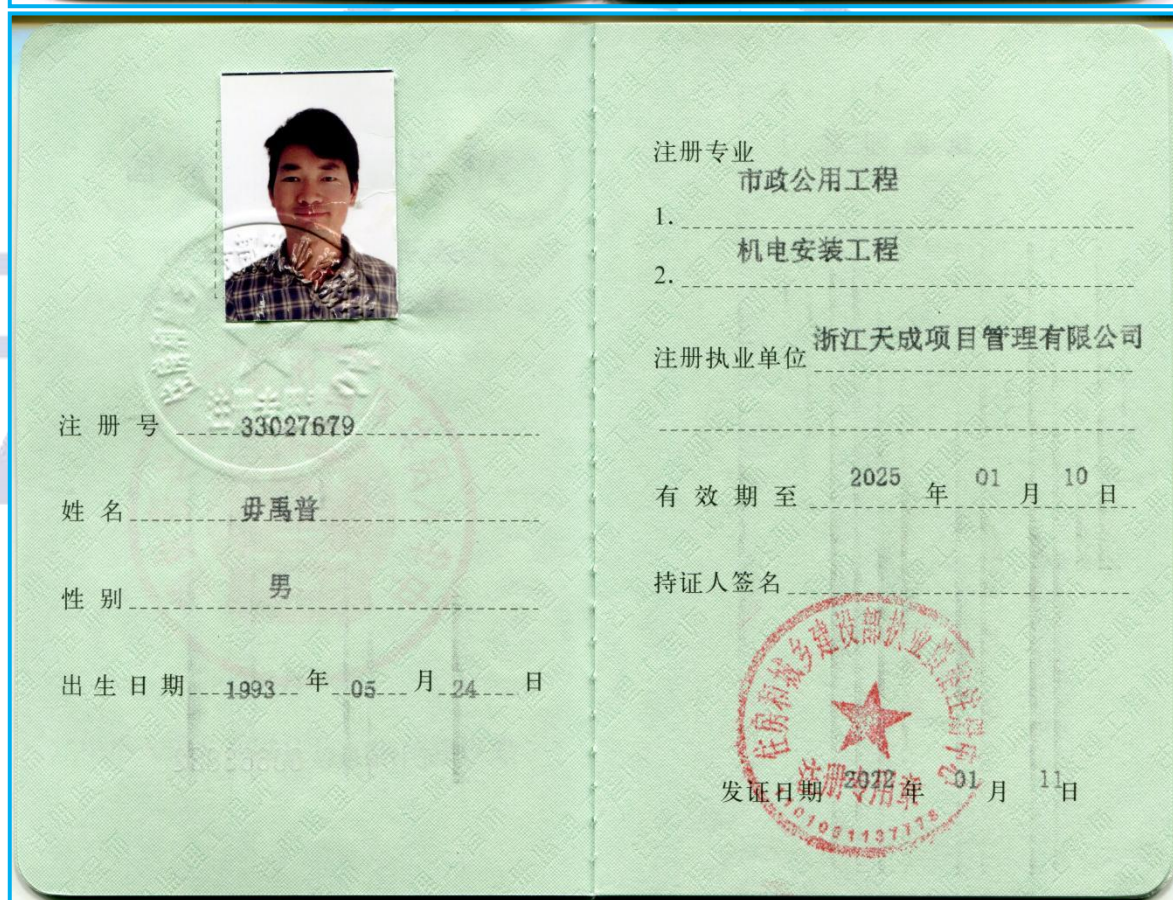 注 册 号 33027679
姓 名 毋禹普
性 别 男
出 生 日 期 1993 年 05 月 24 日
注册专业
1. 市政公用工程
2. 机电安装工程
注册执业单位 浙江天成项目管理有限公司
有 效 期 至 2025 年 01 月 10 日
持证人签名
住房和城乡建设部执业资格注册中心
注册专用章
发证日期 2022 年 01 月 11 日